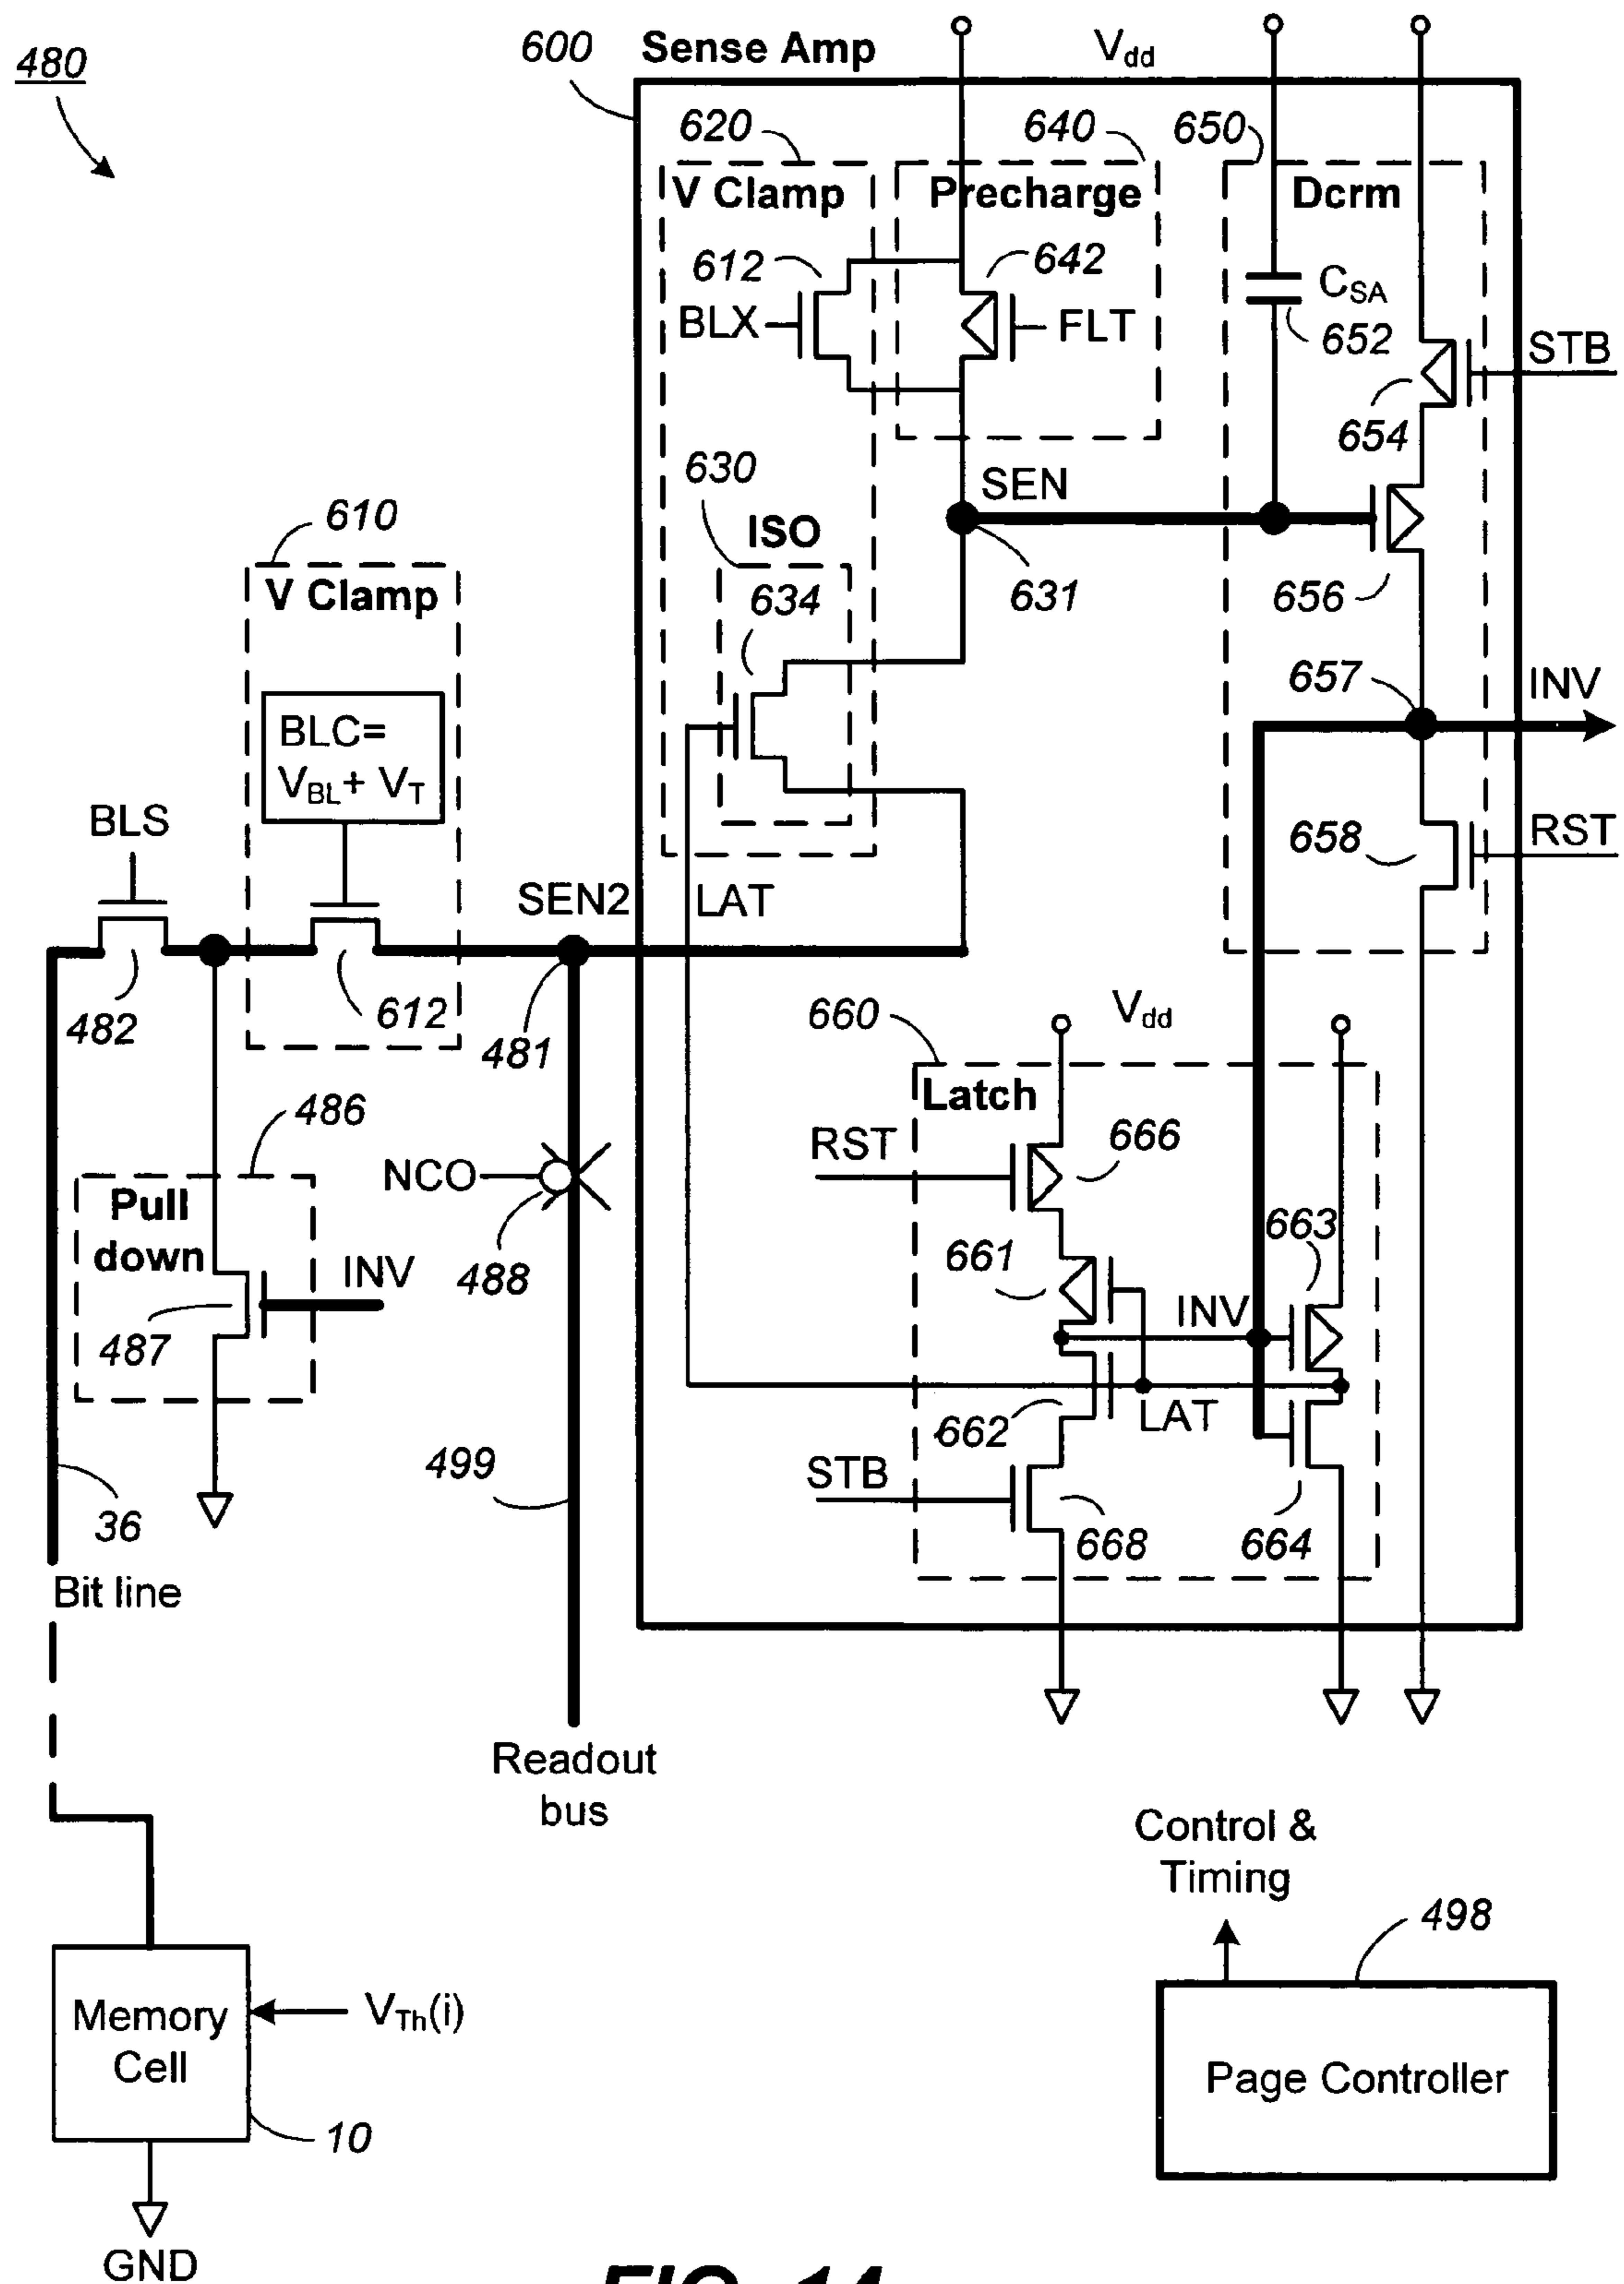 480
600
Sense Amp
Vdd
620
640
650
V Clamp
Precharge
Dcrm
612
642
BLX
FLT
CSA
652
STB
654
630
SEN
610
ISO
V Clamp
634
631
656
657
INV
BLC=
VBL+ VT
BLS
658
RST
SEN2
LAT
482
612
481
660
Vdd
486
Latch
RST
666
NCO
Pull
down
INV
488
661
663
INV
487
662
LAT
499
STB
36
668
664
Bit line
Readout
bus
Control &
Timing
498
Memory
Cell
VTh(i)
Page Controller
10
GND
FIG. 14